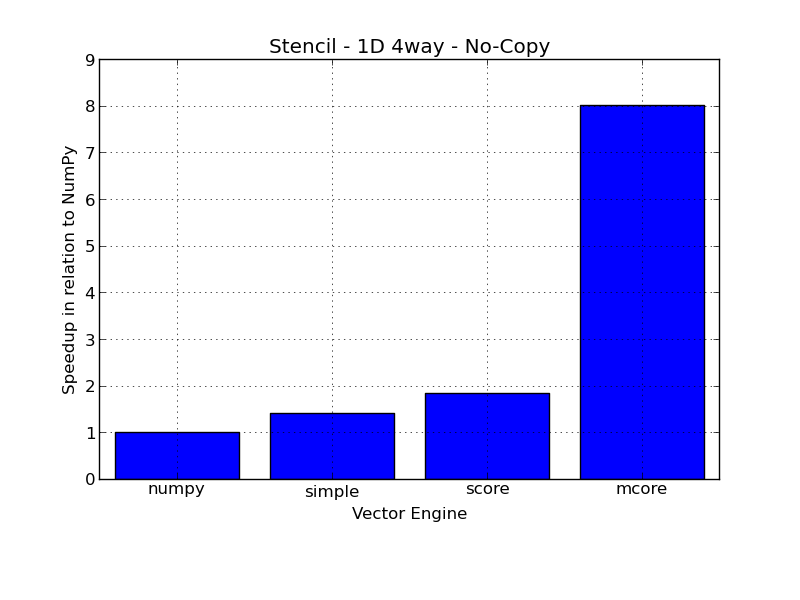 Stencil - 1D 4way - No-Copy
Speedup in relation to NumPy
9
8
7
6
5
4
3
2
1
0
numpy simple score mcore
Vector Engine